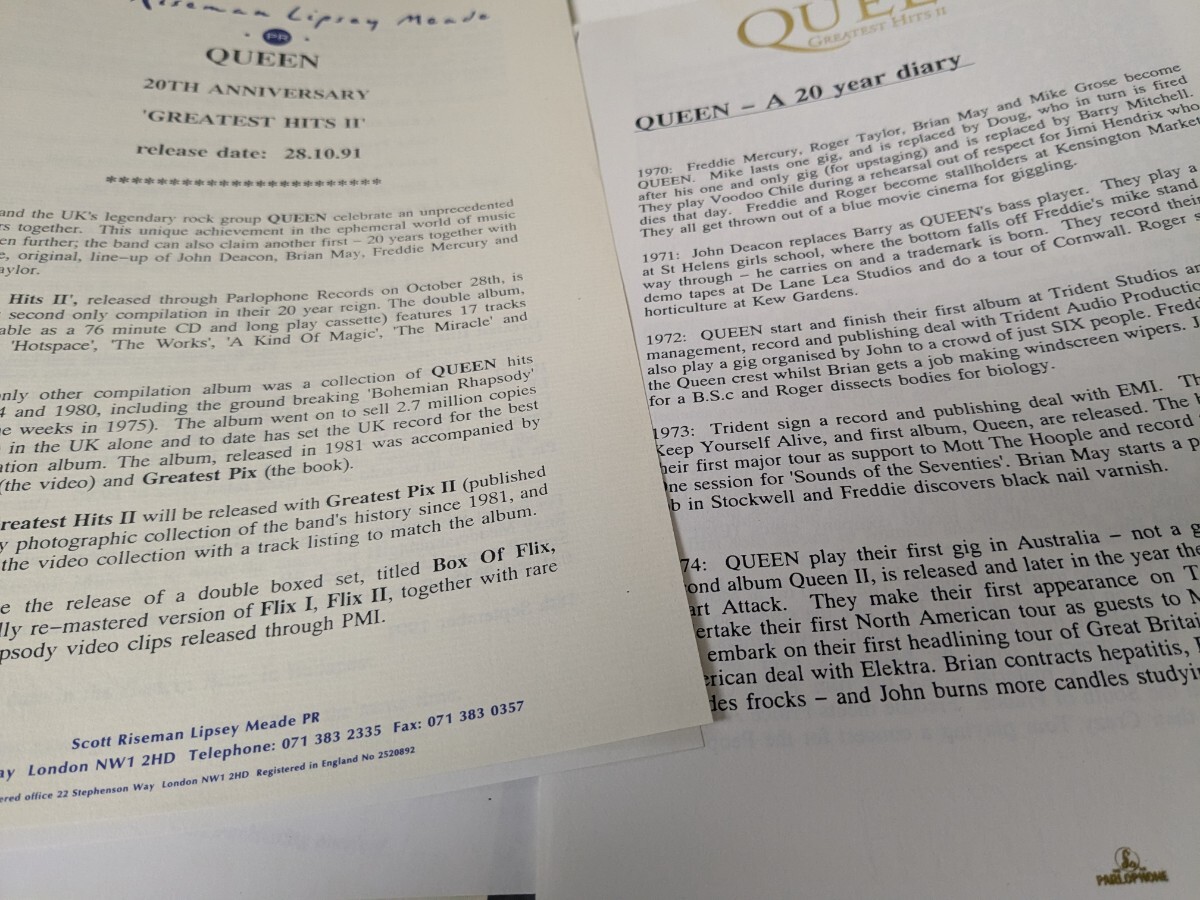 Riseman Lipsey Meade
PR
QUEEN
20TH ANNIVERSARY
'GREATEST HITS II'
release date: 28.10.91
**********************
and the UK's legendary rock group QUEEN celebrate an unprecedented
together. This unique achievement in the ephemeral world of music
further; the band can also claim another first – 20 years together with
original, line-up of John Deacon, Brian May, Freddie Mercury and
Hits II', released through Parlophone Records on October 28th, is
second only compilation in their 20 year reign. The double album,
as a 76 minute CD and long play cassette) features 17 tracks
'Hotspace', 'The Works', 'A Kind Of Magic', 'The Miracle' and
only other compilation album was a collection of QUEEN hits
and 1980, including the ground breaking 'Bohemian Rhapsody'
weeks in 1975). The album went on to sell 2.7 million copies
in the UK alone and to date has set the UK record for the best
album. The album, released in 1981 was accompanied by
(the video) and Greatest Pix (the book).
Greatest Hits II will be released with Greatest Pix II (published
photographic collection of the band's history since 1981, and
the video collection with a track listing to match the album.
the release of a double boxed set, titled Box Of Flix,
re-mastered version of Flix I, Flix II, together with rare
video clips released through PMI.
Scott Riseman Lipsey Meade PR
London NW1 2HD Telephone: 071 383 2335 Fax: 071 383 0357
office 22 Stephenson Way London NW1 2HD Registered in England No 2520892
QUEEN
GREATEST HITS II
QUEEN – A 20 year diary
1970: Freddie Mercury, Roger Taylor, Brian May and Mike Grose become
QUEEN. Mike lasts one gig, and is replaced by Doug, who in turn is fired
after his one and only gig (for upstaging) and is replaced by Barry Mitchell.
They play Voodoo Chile during a rehearsal out of respect for Jimi Hendrix who
dies that day. Freddie and Roger become stallholders at Kensington Market
They all get thrown out of a blue movie cinema for giggling.
1971: John Deacon replaces Barry as QUEEN's bass player. They play a
at St Helens girls school, where the bottom falls off Freddie's mike stand
way through – he carries on and a trademark is born. They record their
demo tapes at De Lane Lea Studios and do a tour of Cornwall. Roger
horticulture at Kew Gardens.
1972: QUEEN start and finish their first album at Trident Studios
management, record and publishing deal with Trident Audio
also play a gig organised by John to a crowd of just SIX people.
the Queen crest whilst Brian gets a job making windscreen wipers.
for a B.S.c and Roger dissects bodies for biology.
1973: Trident sign a record and publishing deal with EMI.
Keep Yourself Alive, and first album, Queen, are released. The
their first major tour as support to Mott The Hoople and record
one session for 'Sounds of the Seventies'. Brian May starts a
in Stockwell and Freddie discovers black nail varnish.
74: QUEEN play their first gig in Australia – not a
album Queen II, is released and later in the year
Attack. They make their first appearance on
their first North American tour as guests to
embark on their first headlining tour of Great
deal with Elektra. Brian contracts hepatitis,
frocks – and John burns more candles
PARLOPHONE